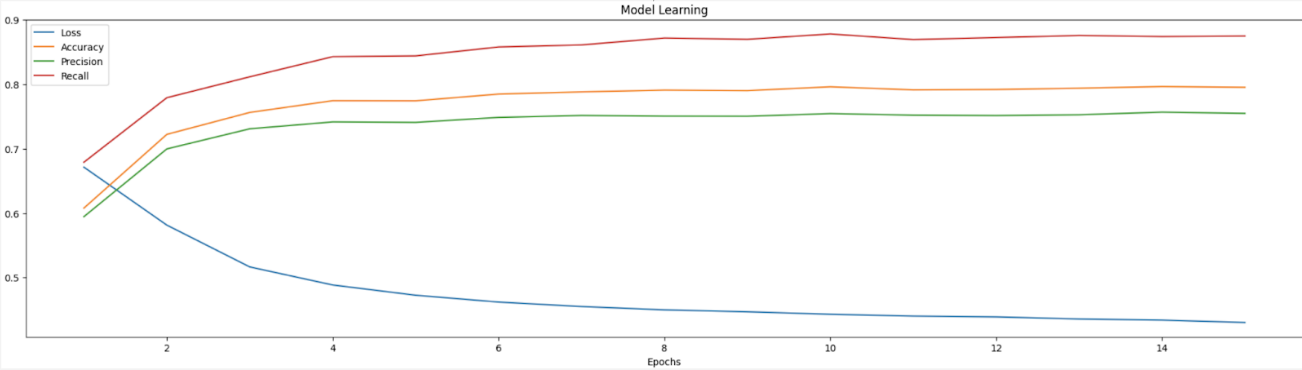 Model Learning
0.9
0.8
0.7
0.6
0.5
Loss
Accuracy
Precision
Recall
2 4 6 8 10 12 14
Epochs